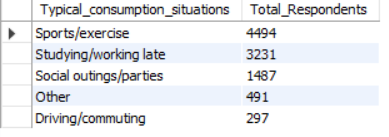 Typical_consumption_situations Total_Respondents
Sports/exercise 4494
Studying/working late 3231
Social outings/parties 1487
Other 491
Driving/commuting 297